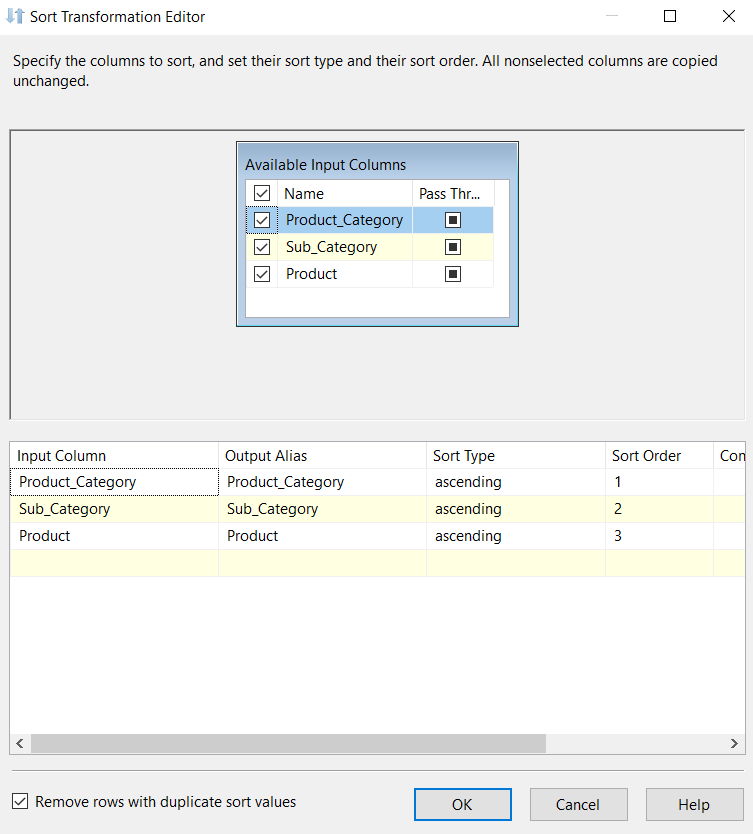 Sort Transformation Editor
Specify the columns to sort, and set their sort type and their sort order. All nonselected columns are copied
unchanged.
Available Input Columns
Name Pass Thr...
Product_Category
Sub_Category
Product
Input Column Output Alias Sort Type Sort Order Con
Product_Category Product_Category ascending 1
Sub_Category Sub_Category ascending 2
Product Product ascending 3
Remove rows with duplicate sort values OK Cancel Help